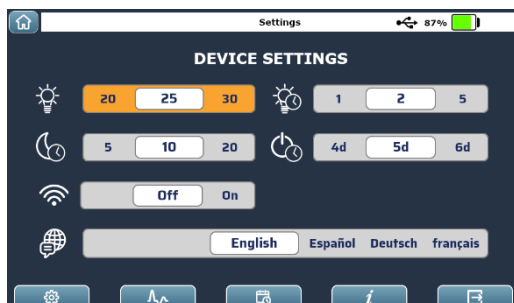 Settings 87%
DEVICE SETTINGS
20 25 30 1 2 5
5 10 20 4d 5d 6d
Off On
English Español Deutsch français
i